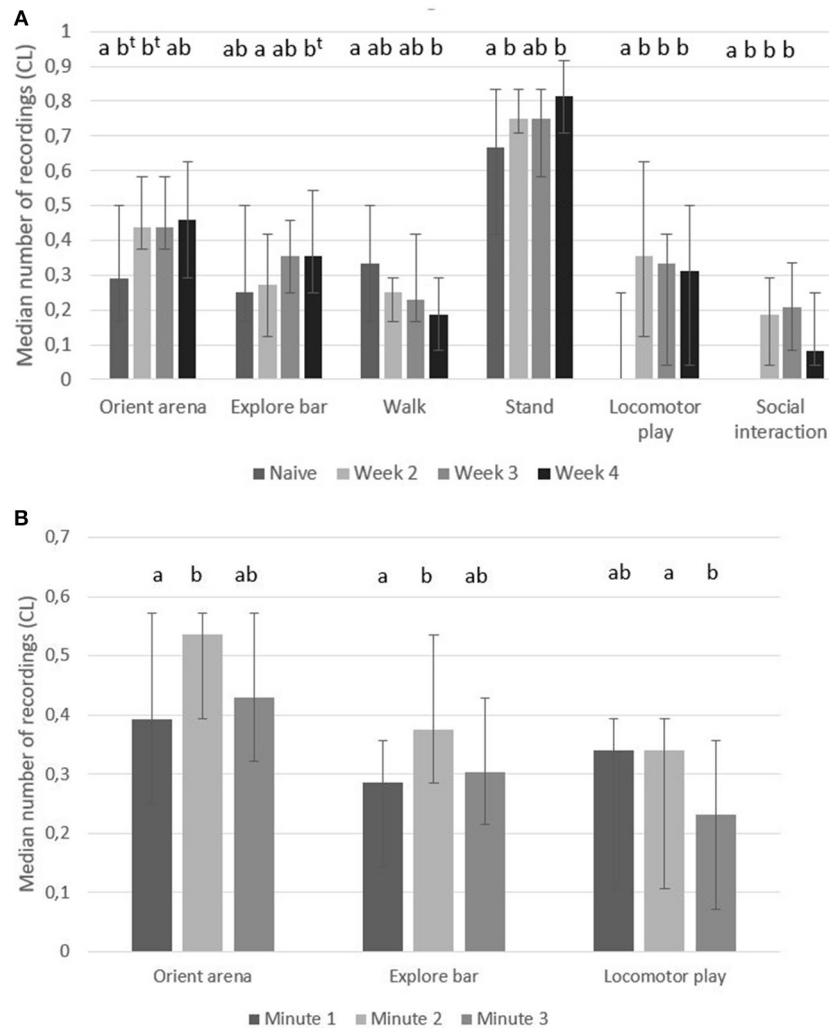 A
a bᵗ bᵗ ab ab a ab bᵗ a ab ab b a b ab b a b b b a b b b
Median number of recordings (CL)
1
0,9
0,8
0,7
0,6
0,5
0,4
0,3
0,2
0,1
0
Orient arena Explore bar Walk Stand Locomotor play Social interaction
Naive Week 2 Week 3 Week 4
B
Median number of recordings (CL)
0,7
0,6
0,5
0,4
0,3
0,2
0,1
0
a b ab a b ab ab a b
Orient arena Explore bar Locomotor play
Minute 1 Minute 2 Minute 3